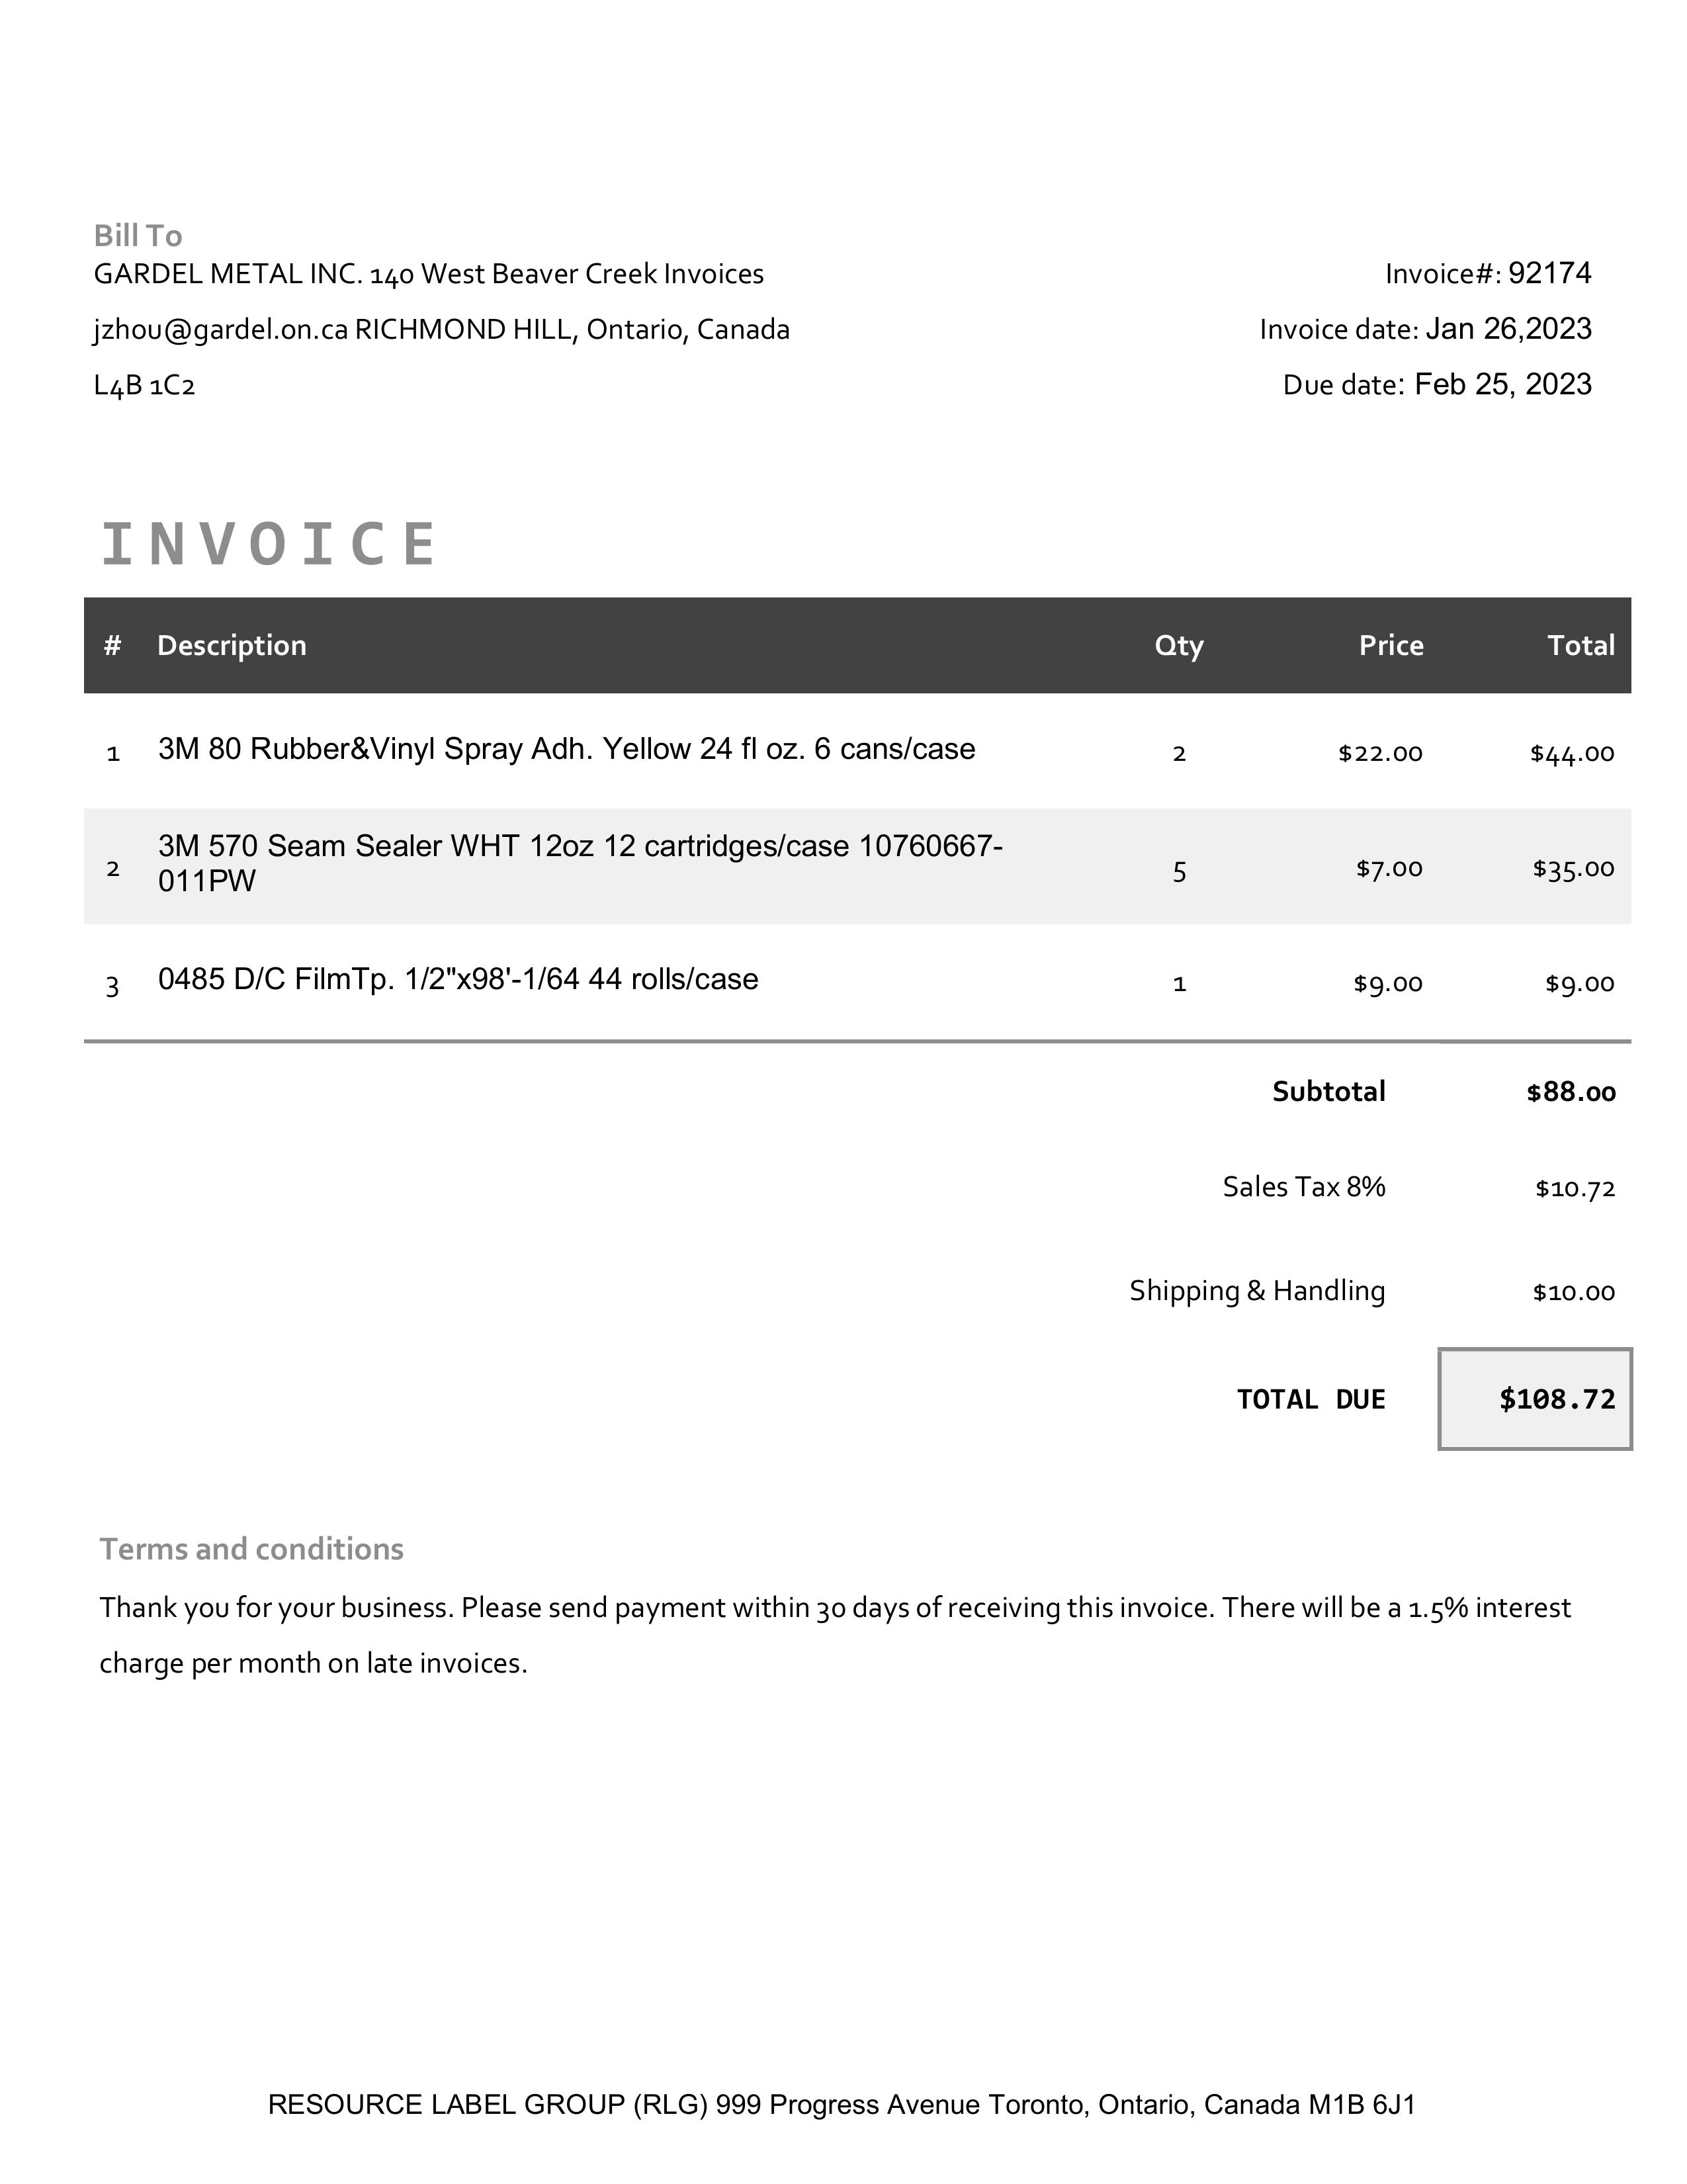 Bill To
GARDEL METAL INC. 140 West Beaver Creek Invoices
jzhou@gardel.on.ca RICHMOND HILL, Ontario, Canada
L4B 1C2
Invoice#: 92174
Invoice date: Jan 26,2023
Due date: Feb 25, 2023
INVOICE
# Description Qty Price Total
1 3M 80 Rubber&Vinyl Spray Adh. Yellow 24 fl oz. 6 cans/case 2 $22.00 $44.00
2 3M 570 Seam Sealer WHT 12oz 12 cartridges/case 10760667-
011PW 5 $7.00 $35.00
3 0485 D/C FilmTp. 1/2"x98'-1/64 44 rolls/case 1 $9.00 $9.00
Subtotal $88.00
Sales Tax 8% $10.72
Shipping & Handling $10.00
TOTAL DUE $108.72
Terms and conditions
Thank you for your business. Please send payment within 30 days of receiving this invoice. There will be a 1.5% interest
charge per month on late invoices.
RESOURCE LABEL GROUP (RLG) 999 Progress Avenue Toronto, Ontario, Canada M1B 6J1